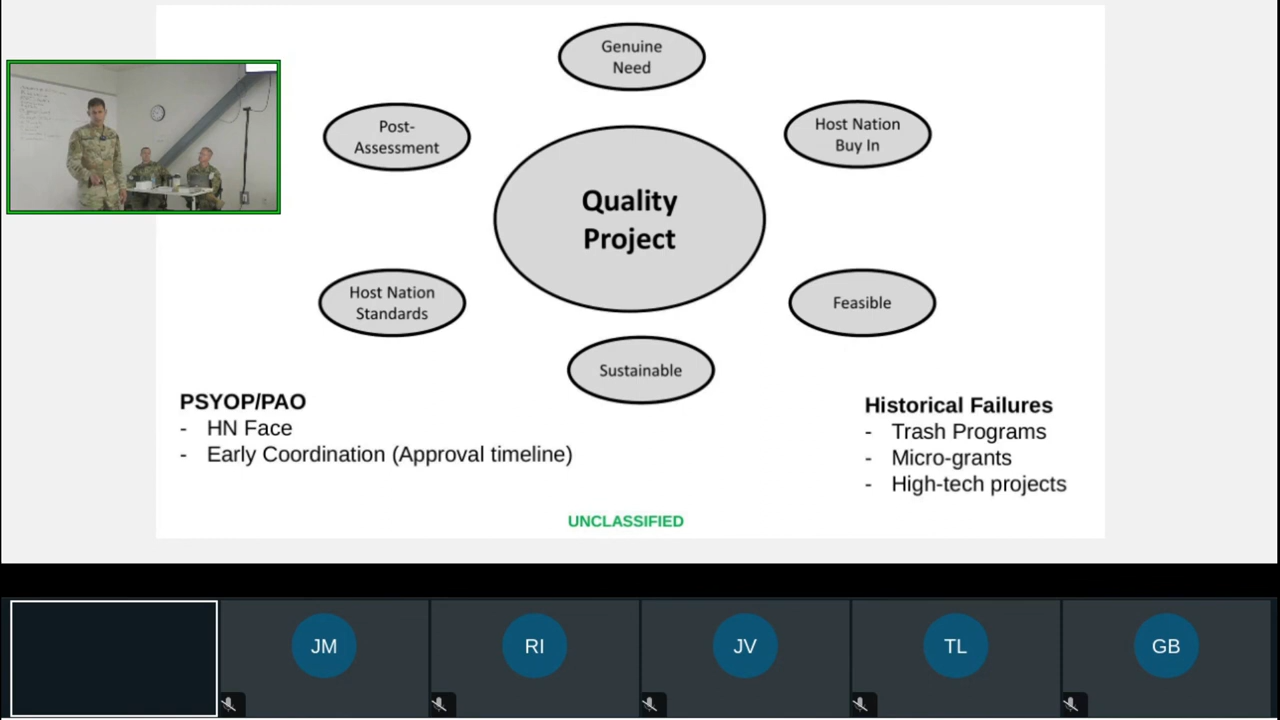 Genuine
Need
Post-
Assessment
Host Nation
Buy In
Quality
Project
Host Nation
Standards
Feasible
Sustainable
PSYOP/PAO
- HN Face
- Early Coordination (Approval timeline)
Historical Failures
- Trash Programs
- Micro-grants
- High-tech projects
UNCLASSIFIED
JM
RI
JV
TL
GB